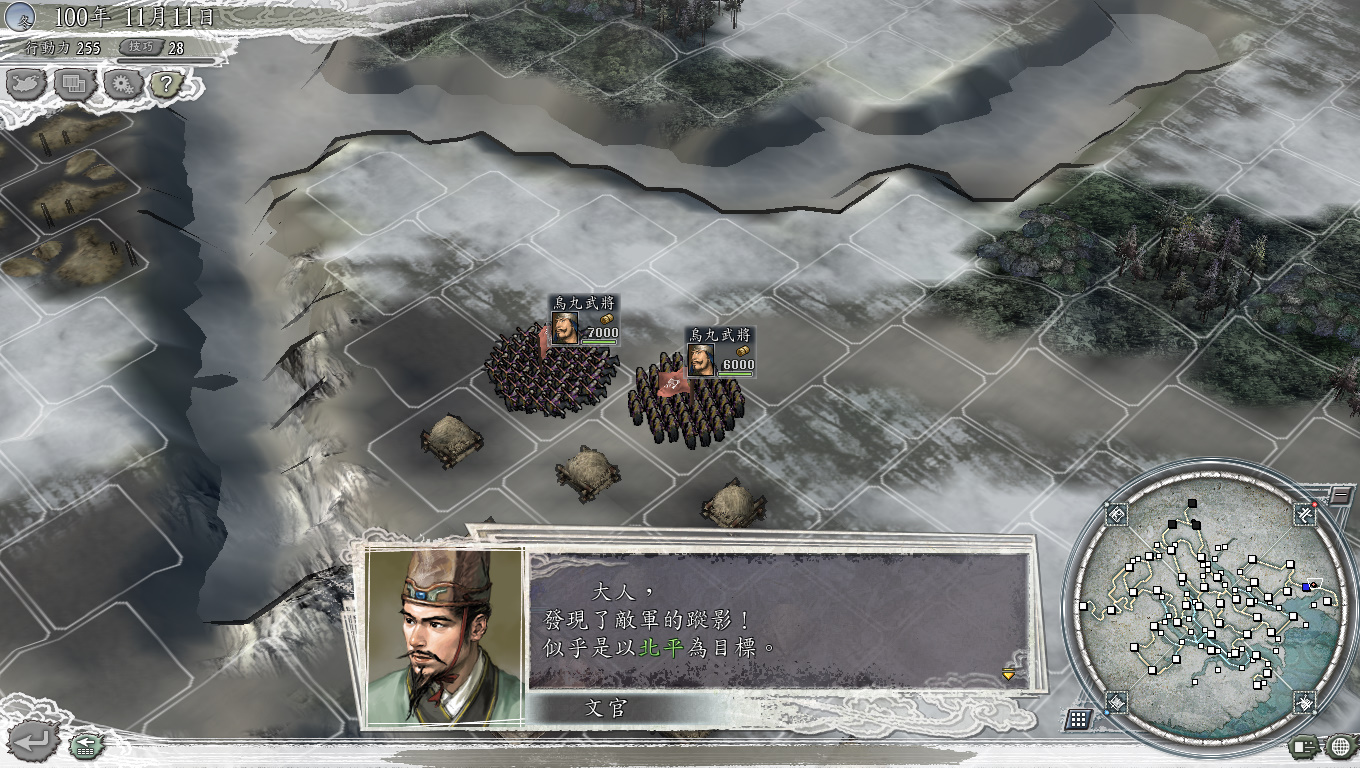 冬
100年 11月11日
行動力 255 技巧 28
?
烏丸武將
7000
烏丸武將
6000
大人，
發現了敵軍的蹤影！
似乎是以北平為目標。
文官